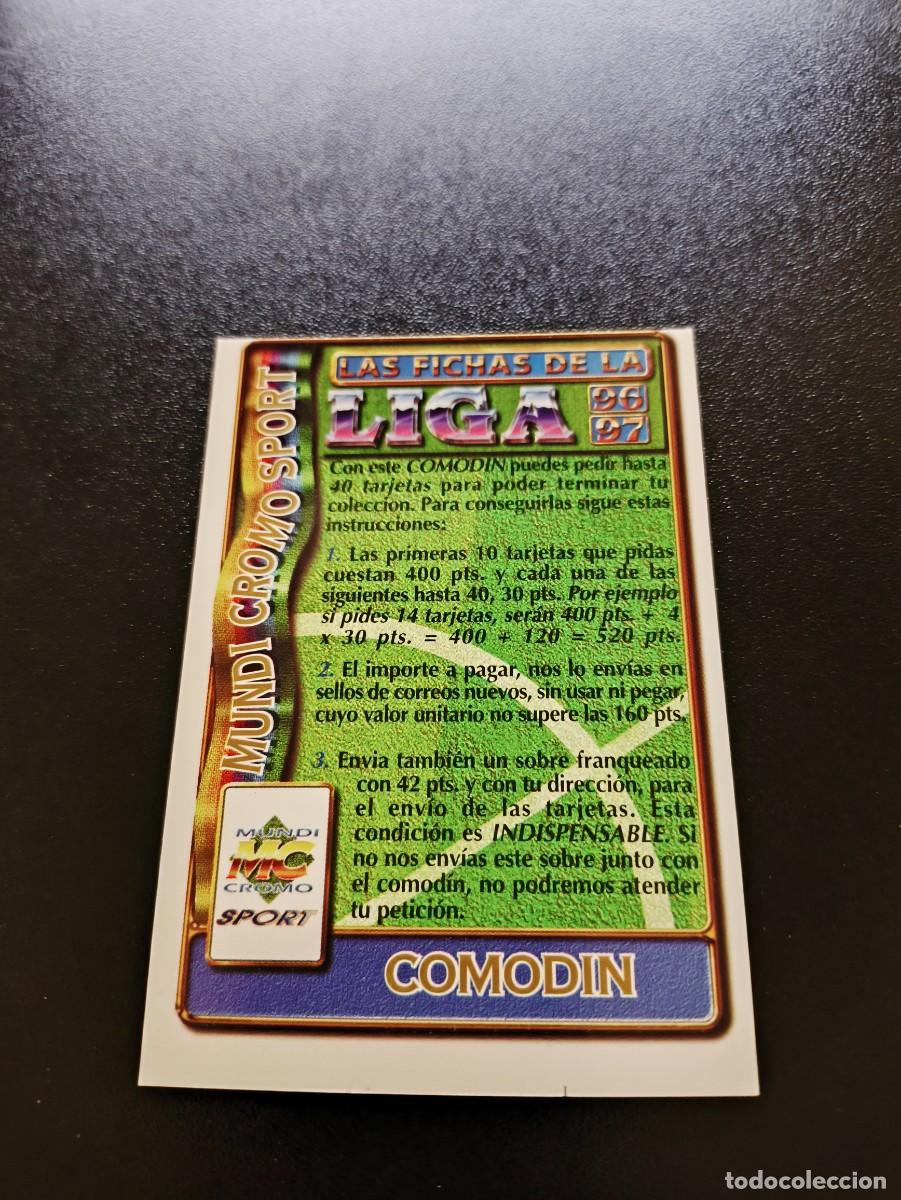 LAS FICHAS DE LA
LIGA
96
97
MUNDI CROMO SPORT
Con este COMODIN puedes pedir hasta
40 tarjetas para poder terminar tu
coleccion. Para conseguirlas sigue estas
instrucciones:
1. Las primeras 10 tarjetas que pidas
cuestan 400 pts. y cada una de las
siguientes hasta 40, 30 pts. Por ejemplo
si pides 14 tarjetas, serán 400 pts. + 4
x 30 pts. = 400 + 120 = 520 pts.
2. El importe a pagar, nos lo envías en
sellos de correos nuevos, sin usar ni pegar,
cuyo valor unitario no supere las 160 pts.
3. Envia también un sobre franqueado
con 42 pts. y con tu dirección, para
el envío de las tarjetas. Esta
condición es INDISPENSABLE. Si
no nos envías este sobre junto con
el comodín, no podremos atender
tu petición.
MUNDI
MC
CROMO
SPORT
COMODIN
todocoleccion